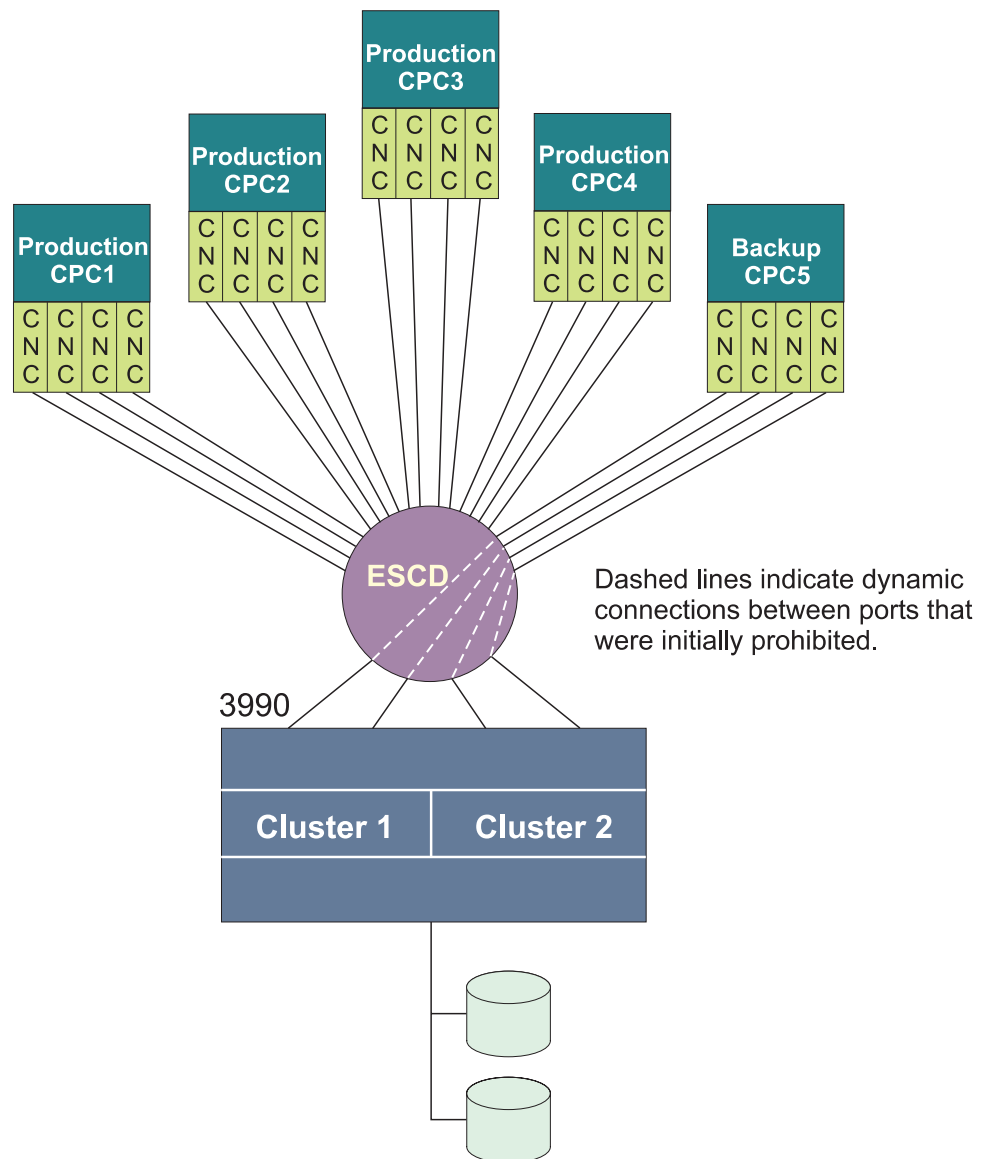 Production
CPC3
C C C C
N N N N
C C C C
Production
CPC2
C C C C
N N N N
C C C C
Production
CPC4
C C C C
N N N N
C C C C
Production
CPC1
C C C C
N N N N
C C C C
Backup
CPC5
C C C C
N N N N
C C C C
ESCD
Dashed lines indicate dynamic
connections between ports that
were initially prohibited.
3990
Cluster 1
Cluster 2